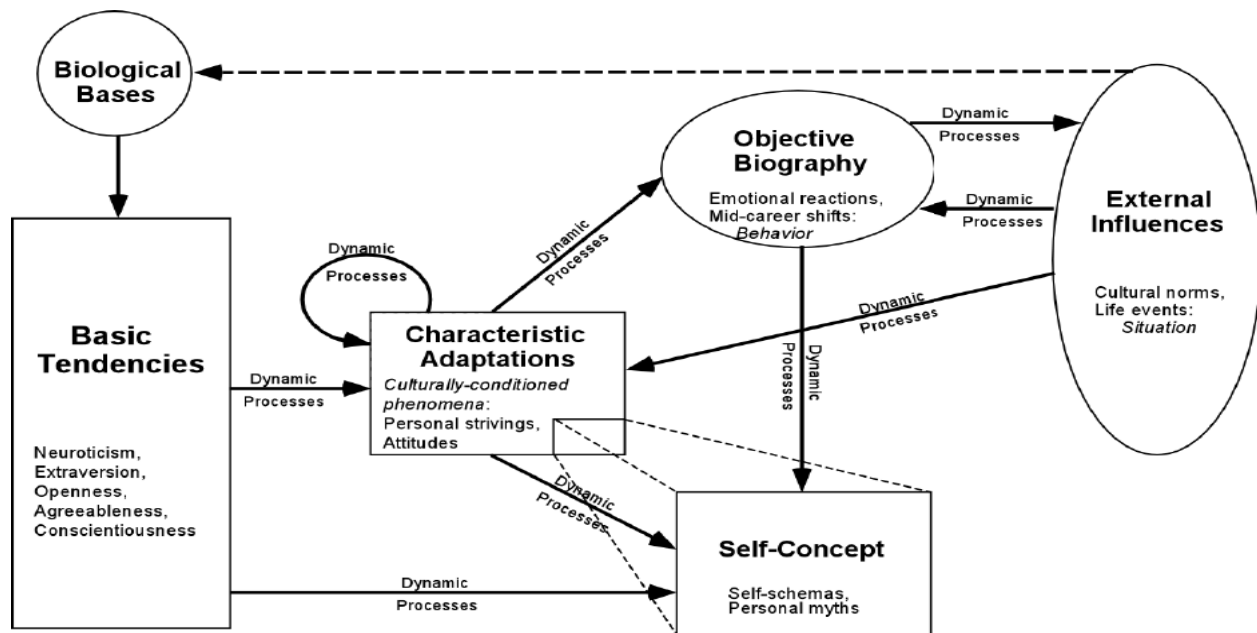 Biological
Bases
Dynamic
Processes
Objective
Biography
Emotional reactions,
Mid-career shifts:
Behavior
Dynamic
Processes
External
Influences
Cultural norms,
Life events:
Situation
Dynamic
Processes
Dynamic
Processes
Dynamic
Processes
Dynamic
Processes
Basic
Tendencies
Neuroticism,
Extraversion,
Openness,
Agreeableness,
Conscientiousness
Dynamic
Processes
Characteristic
Adaptations
Culturally-conditioned
phenomena:
Personal strivings,
Attitudes
Dynamic
Processes
Dynamic
Processes
Self-Concept
Self-schemas,
Personal myths
Dynamic
Processes